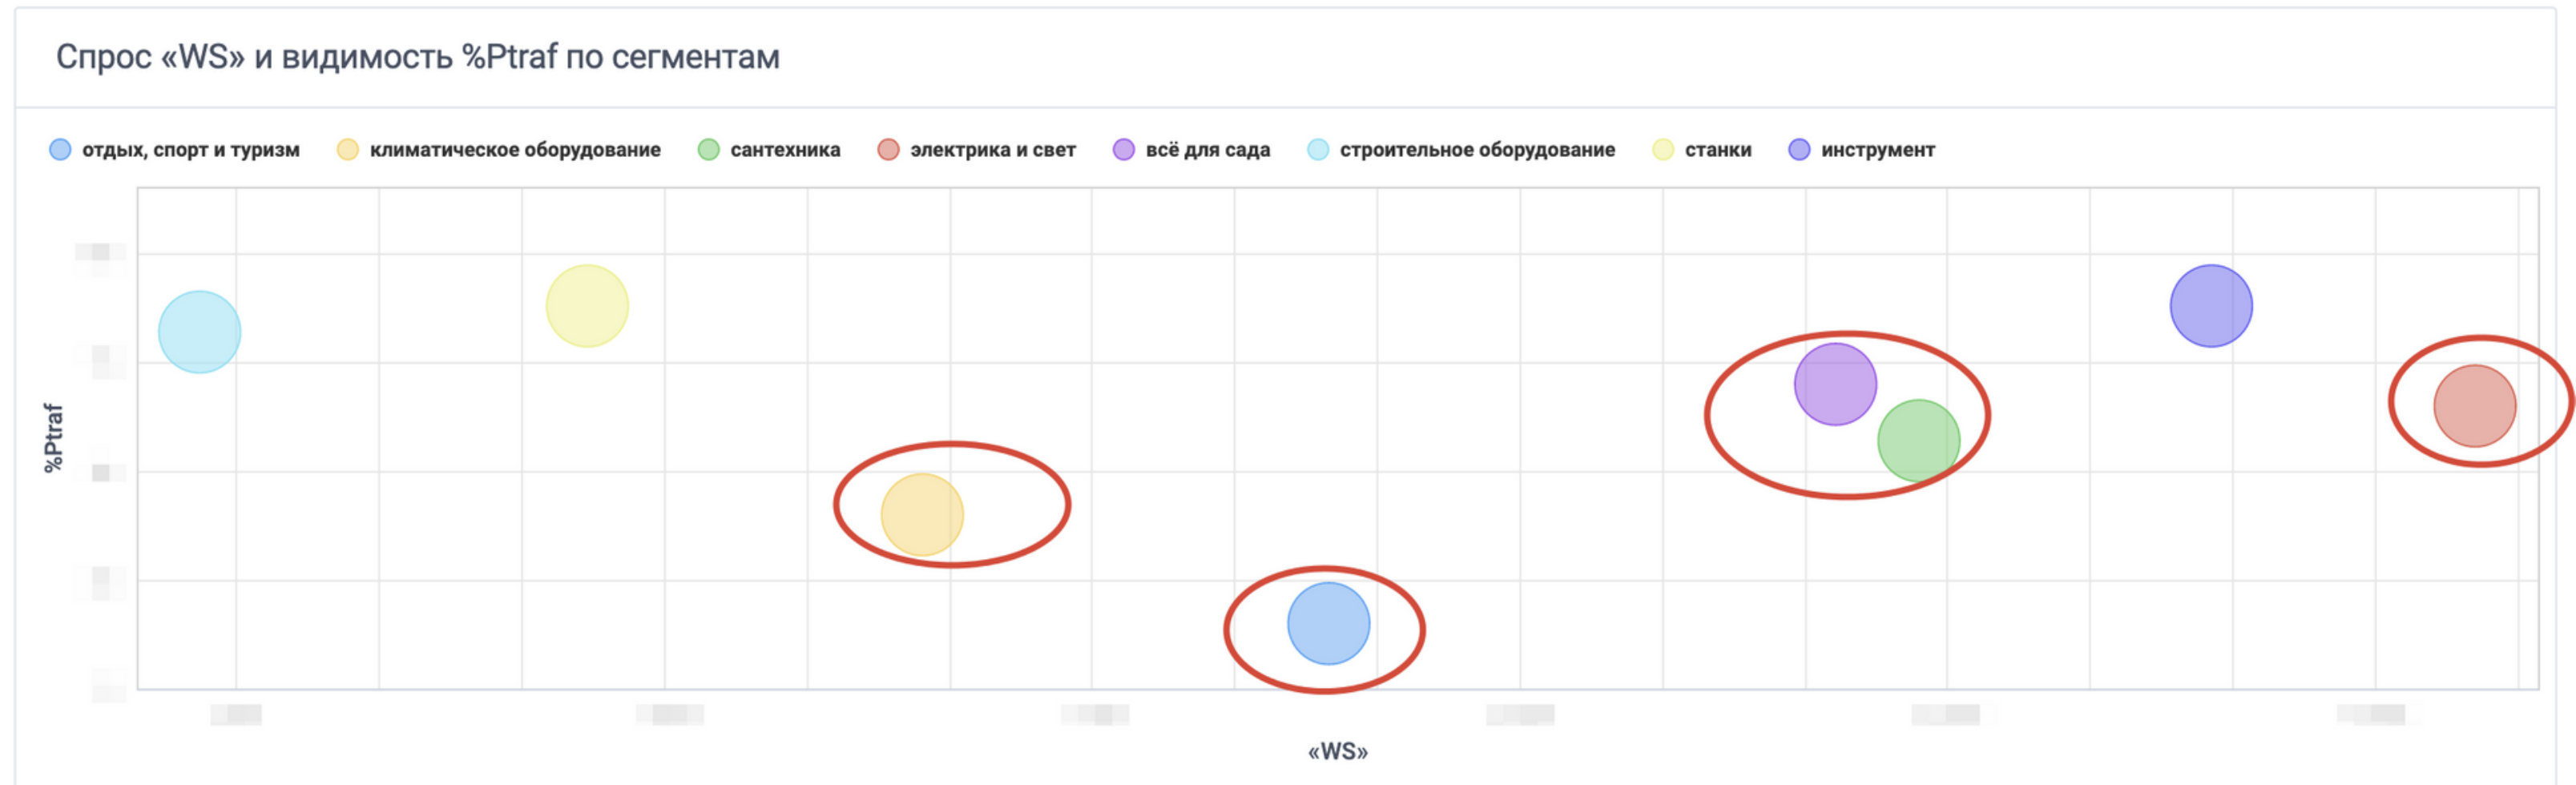 Спрос «WS» и видимость %Ptraf по сегментам
отдых, спорт и туризм климатическое оборудование сантехника электрика и свет всё для сада строительное оборудование станки инструмент
%Ptraf
«WS»